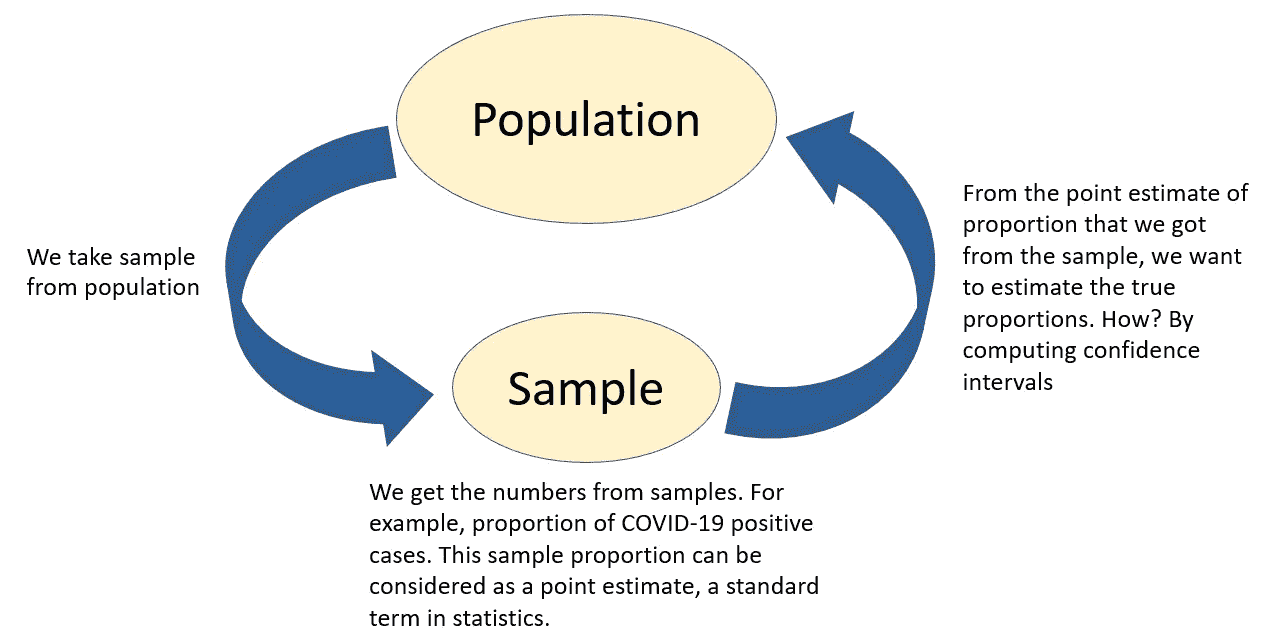 Population
We take sample
from population
From the point estimate of
proportion that we got
from the sample, we want
to estimate the true
proportions. How? By
computing confidence
intervals
Sample
We get the numbers from samples. For
example, proportion of COVID-19 positive
cases. This sample proportion can be
considered as a point estimate, a standard
term in statistics.